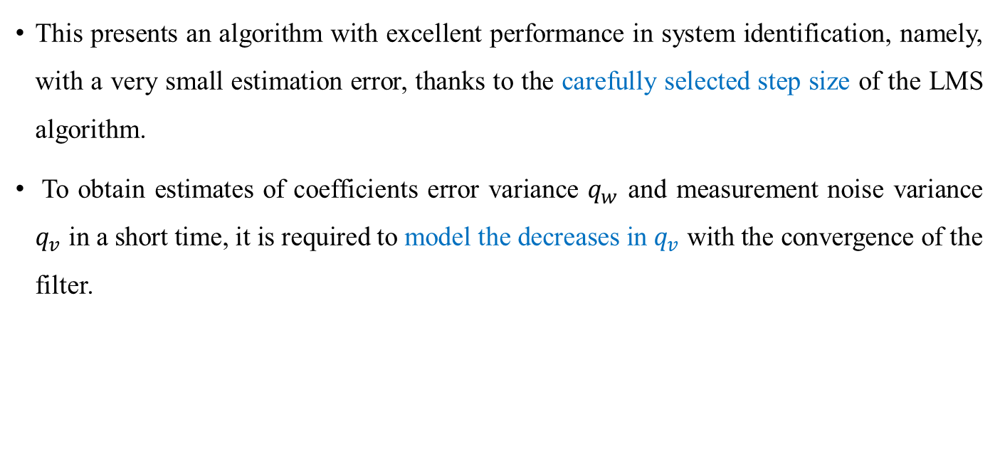 • This presents an algorithm with excellent performance in system identification, namely,
with a very small estimation error, thanks to the carefully selected step size of the LMS
algorithm.
• To obtain estimates of coefficients error variance $q_w$ and measurement noise variance
$q_v$ in a short time, it is required to model the decreases in $q_v$ with the convergence of the
filter.